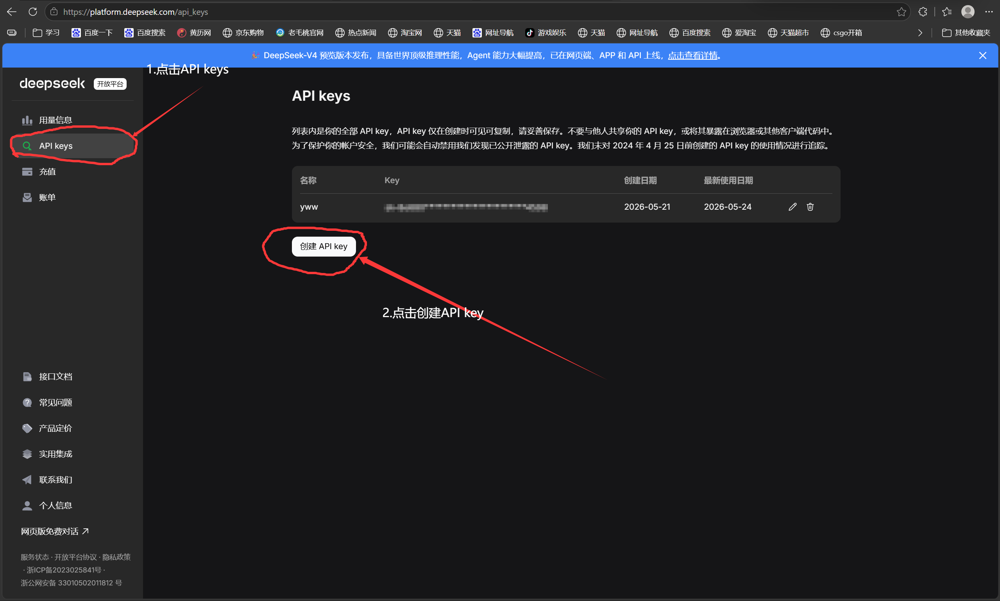 https://platform.deepseek.com/api_keys
学习
百度一下
百度搜索
黄历网
京东购物
老毛桃官网
热点新闻
淘宝网
天猫
网址导航
游戏娱乐
天猫
网址导航
百度搜索
爱淘宝
天猫超市
csgo开箱
其他收藏夹
🎉 DeepSeek-V4 预览版本发布，具备世界顶级推理性能，Agent 能力大幅提高，已在网页端、APP 和 API 上线，点击查看详情。
1.点击API keys
deepseek 开放平台
用量信息
API keys
充值
账单
API keys
列表内是你的全部 API key，API key 仅在创建时可见可复制，请妥善保存。不要与他人共享你的 API key，或将其暴露在浏览器或其他客户端代码中。
为了保护你的帐户安全，我们可能会自动禁用我们发现已公开泄露的 API key。我们未对 2024 年 4 月 25 日前创建的 API key 的使用情况进行追踪。
名称 Key 创建日期 最新使用日期
yww 2026-05-21 2026-05-24
创建 API key
2.点击创建API key
接口文档
常见问题
产品定价
实用集成
联系我们
个人信息
网页版免费对话
服务状态 · 开放平台协议 · 隐私政策
· 浙ICP备2023025841号 ·
浙公网安备 33010502011812 号